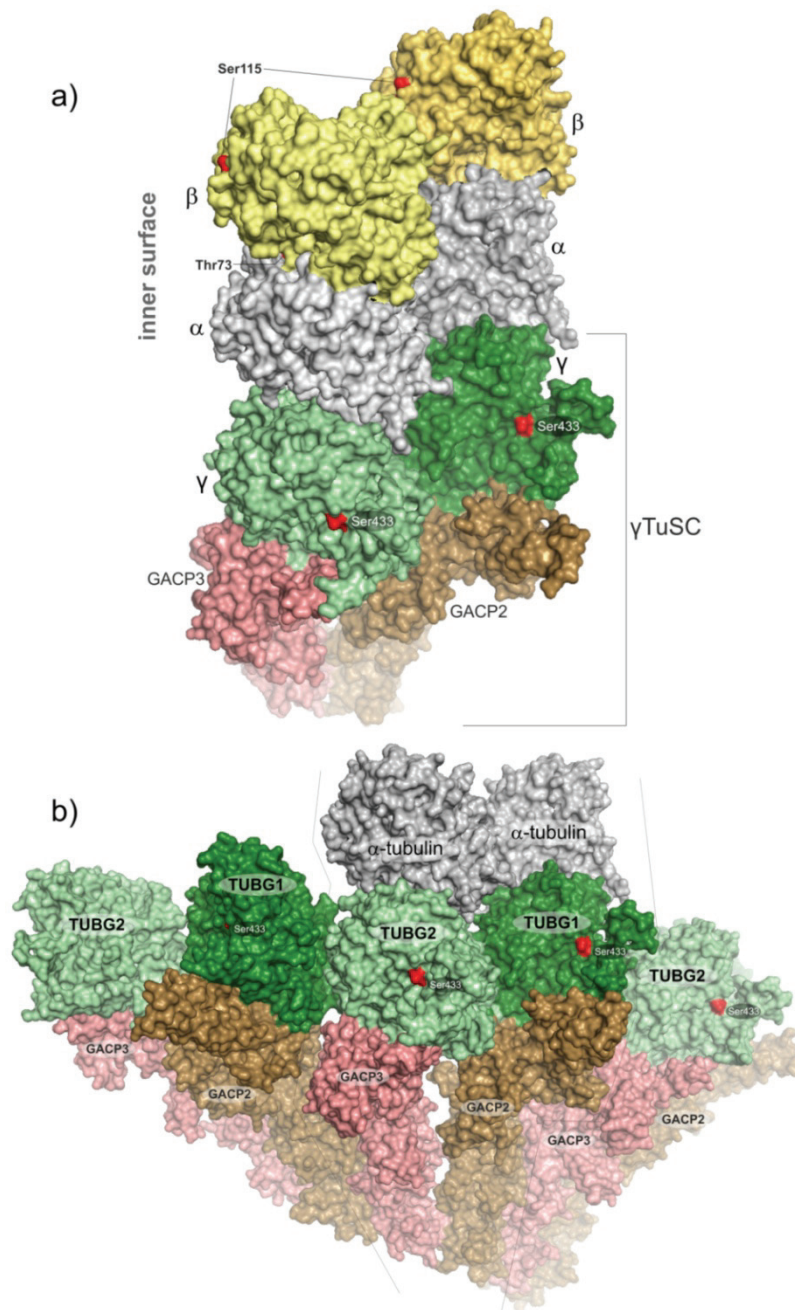 a)
Ser115
β
β
inner surface
Thr73
α
α
γ
Ser433
γ
Ser433
γTuSC
GACP3
GACP2
b)
α-tubulin
α-tubulin
TUBG1
TUBG2
TUBG2
TUBG1
Ser433
Ser433
TUBG2
Ser433
Ser433
GACP3
GACP3
GACP2
GACP2
GACP3
GACP2